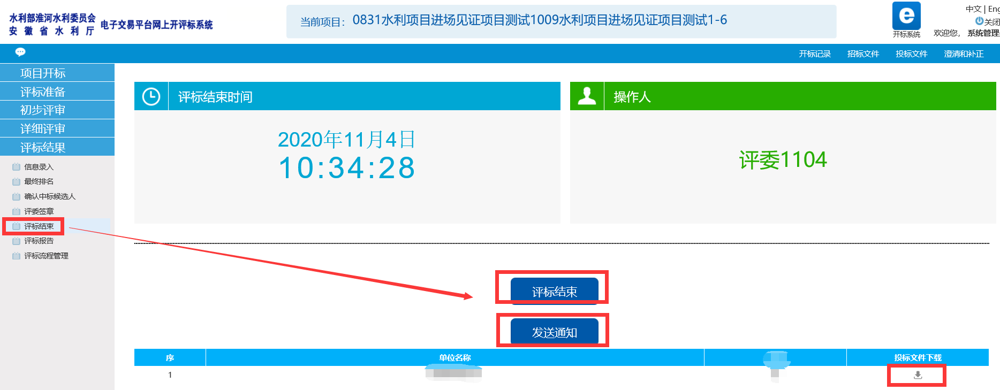 水利部淮河水利委员会
安徽省水利厅
电子交易平台网上开评标系统
当前项目: 0831水利项目进场见证项目测试1009水利项目进场见证项目测试1-6
开标系统
中文 | Eng
关闭
欢迎您, 系统管理
开标记录 招标文件 投标文件 澄清和补正
项目开标
评标准备
初步评审
详细评审
评标结果
信息录入
最终排名
确认中标候选人
评委签章
评标结束
评标报告
评标流程管理
评标结束时间
2020年11月4日
10:34:28
操作人
评委1104
评标结束
发送通知
序 单位名称 投标文件下载
1